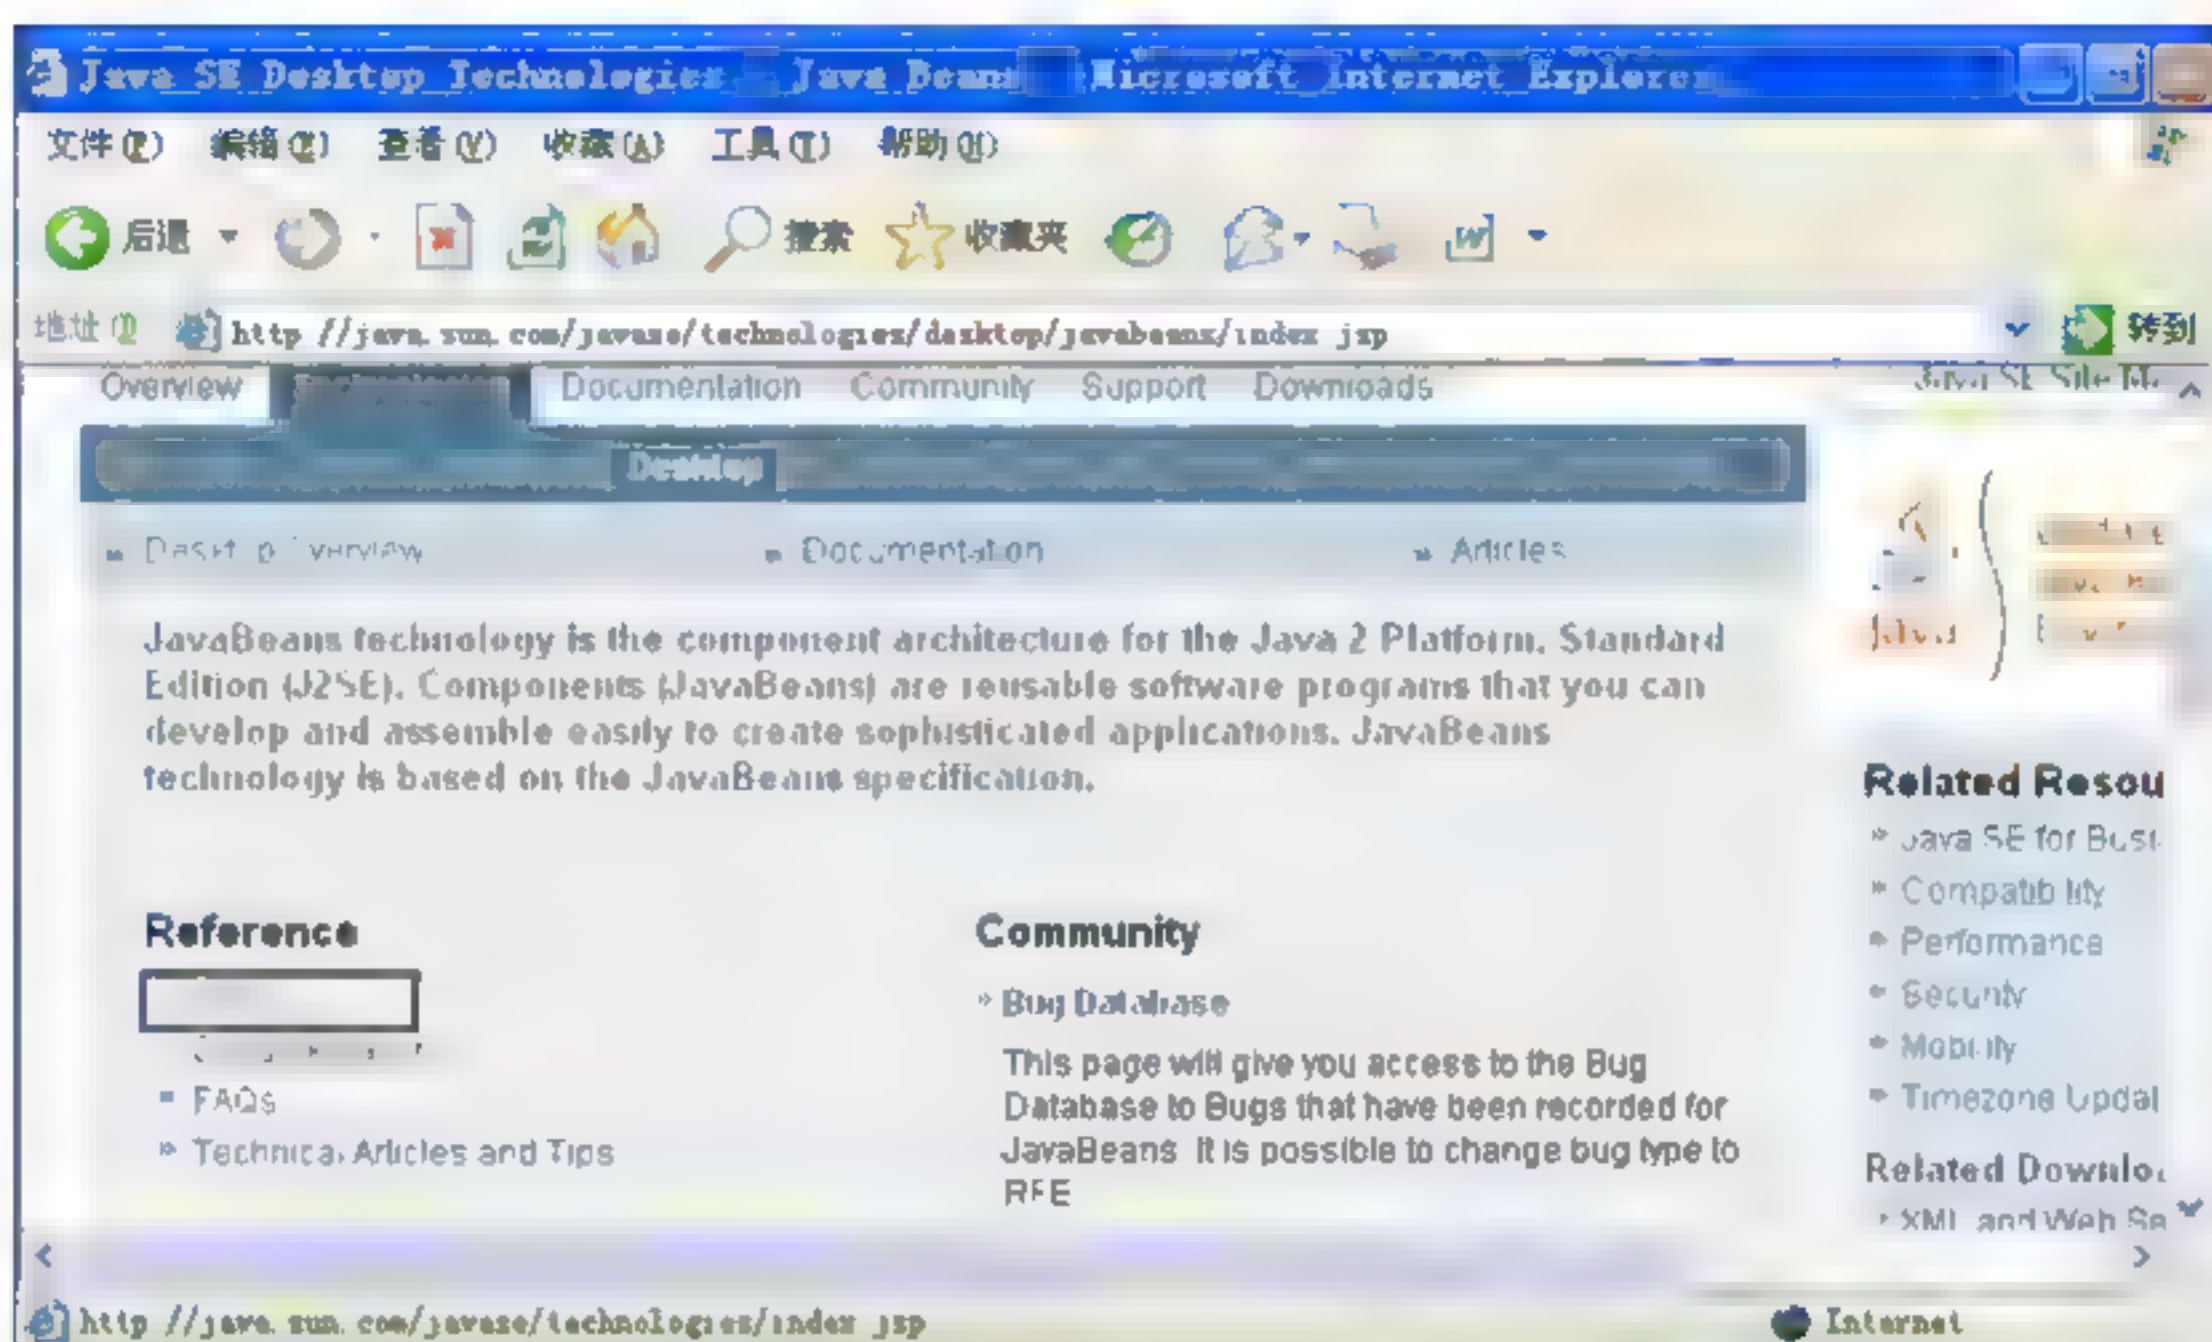 Java SE Desktop Technologies - Java Beans - Microsoft Internet Explorer
文件(F) 编辑(E) 查看(V) 收藏(A) 工具(T) 帮助(H)
后退 搜索 收藏夹
地址(D) http://java.sun.com/javase/technologies/desktop/javabeans/index.jsp 转到
Overview Documentation Community Support Downloads Java SE Site M
Desktop
Desktop Overview Documentation Articles
JavaBeans technology is the component architecture for the Java 2 Platform, Standard
Edition (J2SE). Components (JavaBeans) are reusable software programs that you can
develop and assemble easily to create sophisticated applications. JavaBeans
technology is based on the JavaBeans specification.
Java
Related Resou
» Java SE for Busi
» Compatibility
» Performance
» Security
» Mobility
» Timezone Updat
Related Downlo
» XML and Web Se
Reference
» FAQs
» Technical Articles and Tips
Community
» Bug Database
This page will give you access to the Bug
Database to Bugs that have been recorded for
JavaBeans. It is possible to change bug type to
RFE
http://java.sun.com/javase/technologies/index.jsp Internet